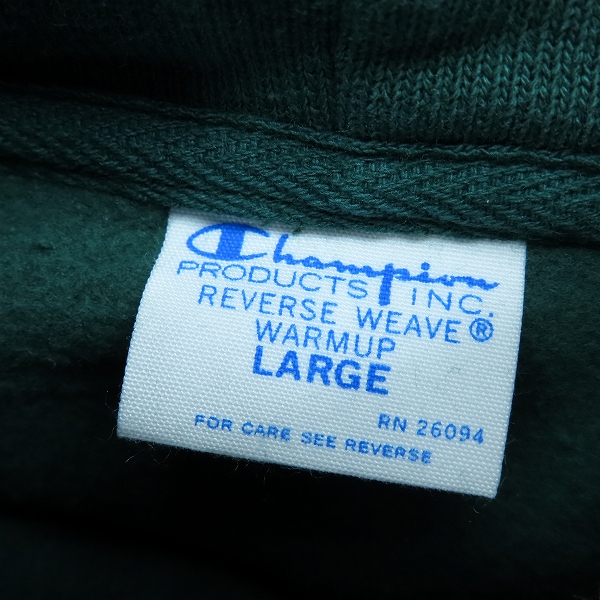 Champion
PRODUCTS INC.
REVERSE WEAVE®
WARMUP
LARGE
RN 26094
FOR CARE SEE REVERSE